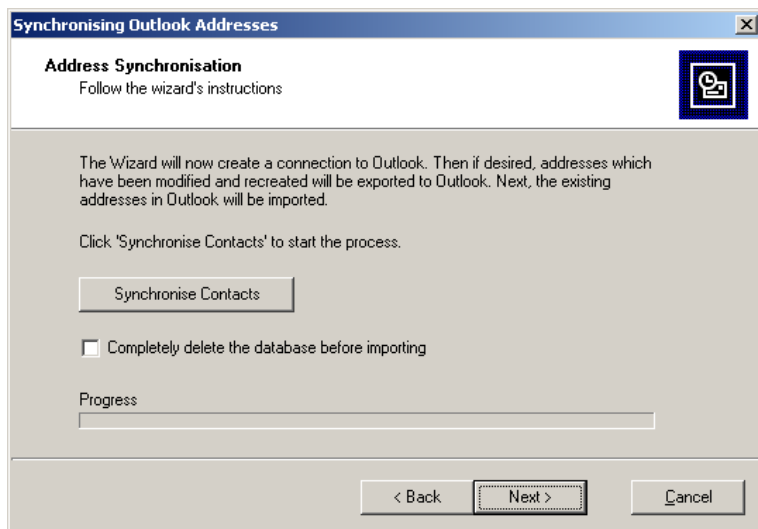 Synchronising Outlook Addresses
Address Synchronisation
Follow the wizard's instructions
The Wizard will now create a connection to Outlook. Then if desired, addresses which
have been modified and recreated will be exported to Outlook. Next, the existing
addresses in Outlook will be imported.
Click 'Synchronise Contacts' to start the process.
Synchronise Contacts
Completely delete the database before importing
Progress
< Back
Next >
Cancel